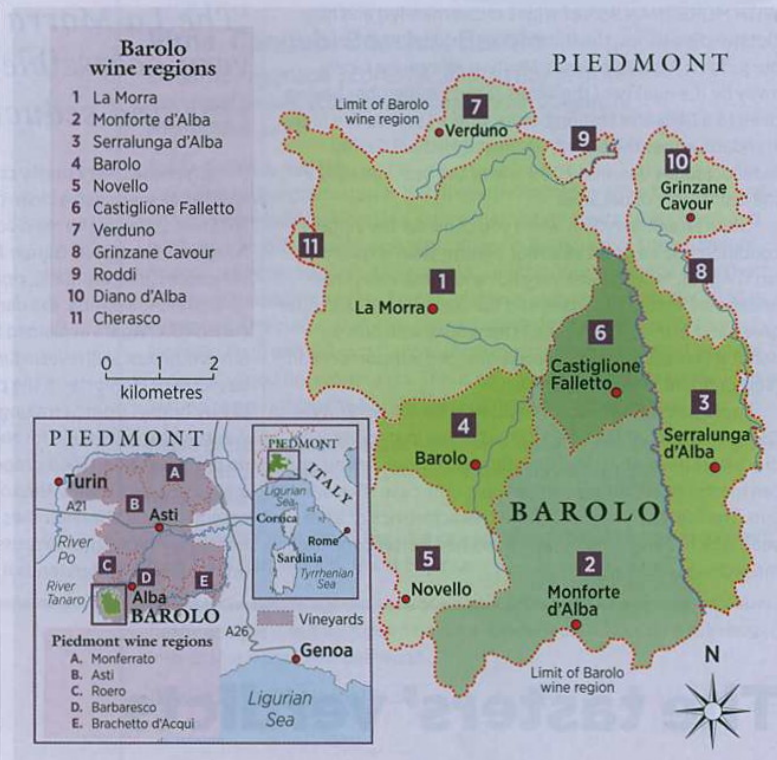 Barolo
wine regions
1 La Morra
2 Monforte d'Alba
3 Serralunga d'Alba
4 Barolo
5 Novello
6 Castiglione Falletto
7 Verduno
8 Grinzane Cavour
9 Roddi
10 Diano d'Alba
11 Cherasco
0 1 2
kilometres
PIEDMONT
Limit of Barolo
wine region
7
Verduno
9
10
Grinzane
Cavour
11
8
1
La Morra
6
Castiglione
Falletto
3
Serralunga
d'Alba
4
Barolo
BAROLO
5
Novello
2
Monforte
d'Alba
Limit of Barolo
wine region
N
PIEDMONT
Turin
A21
A
B
Asti
River
Po
C
D
E
River
Tanaro
Alba
BAROLO
A26
Genoa
Ligurian
Sea
Vineyards
Piedmont wine regions
A. Monferrato
B. Asti
C. Roero
D. Barbaresco
E. Brachetto d'Acqui
PIEDMONT
ITALY
Ligurian
Sea
Corsica
Rome
Sardinia
Tyrrhenian
Sea
The tasters' verdict